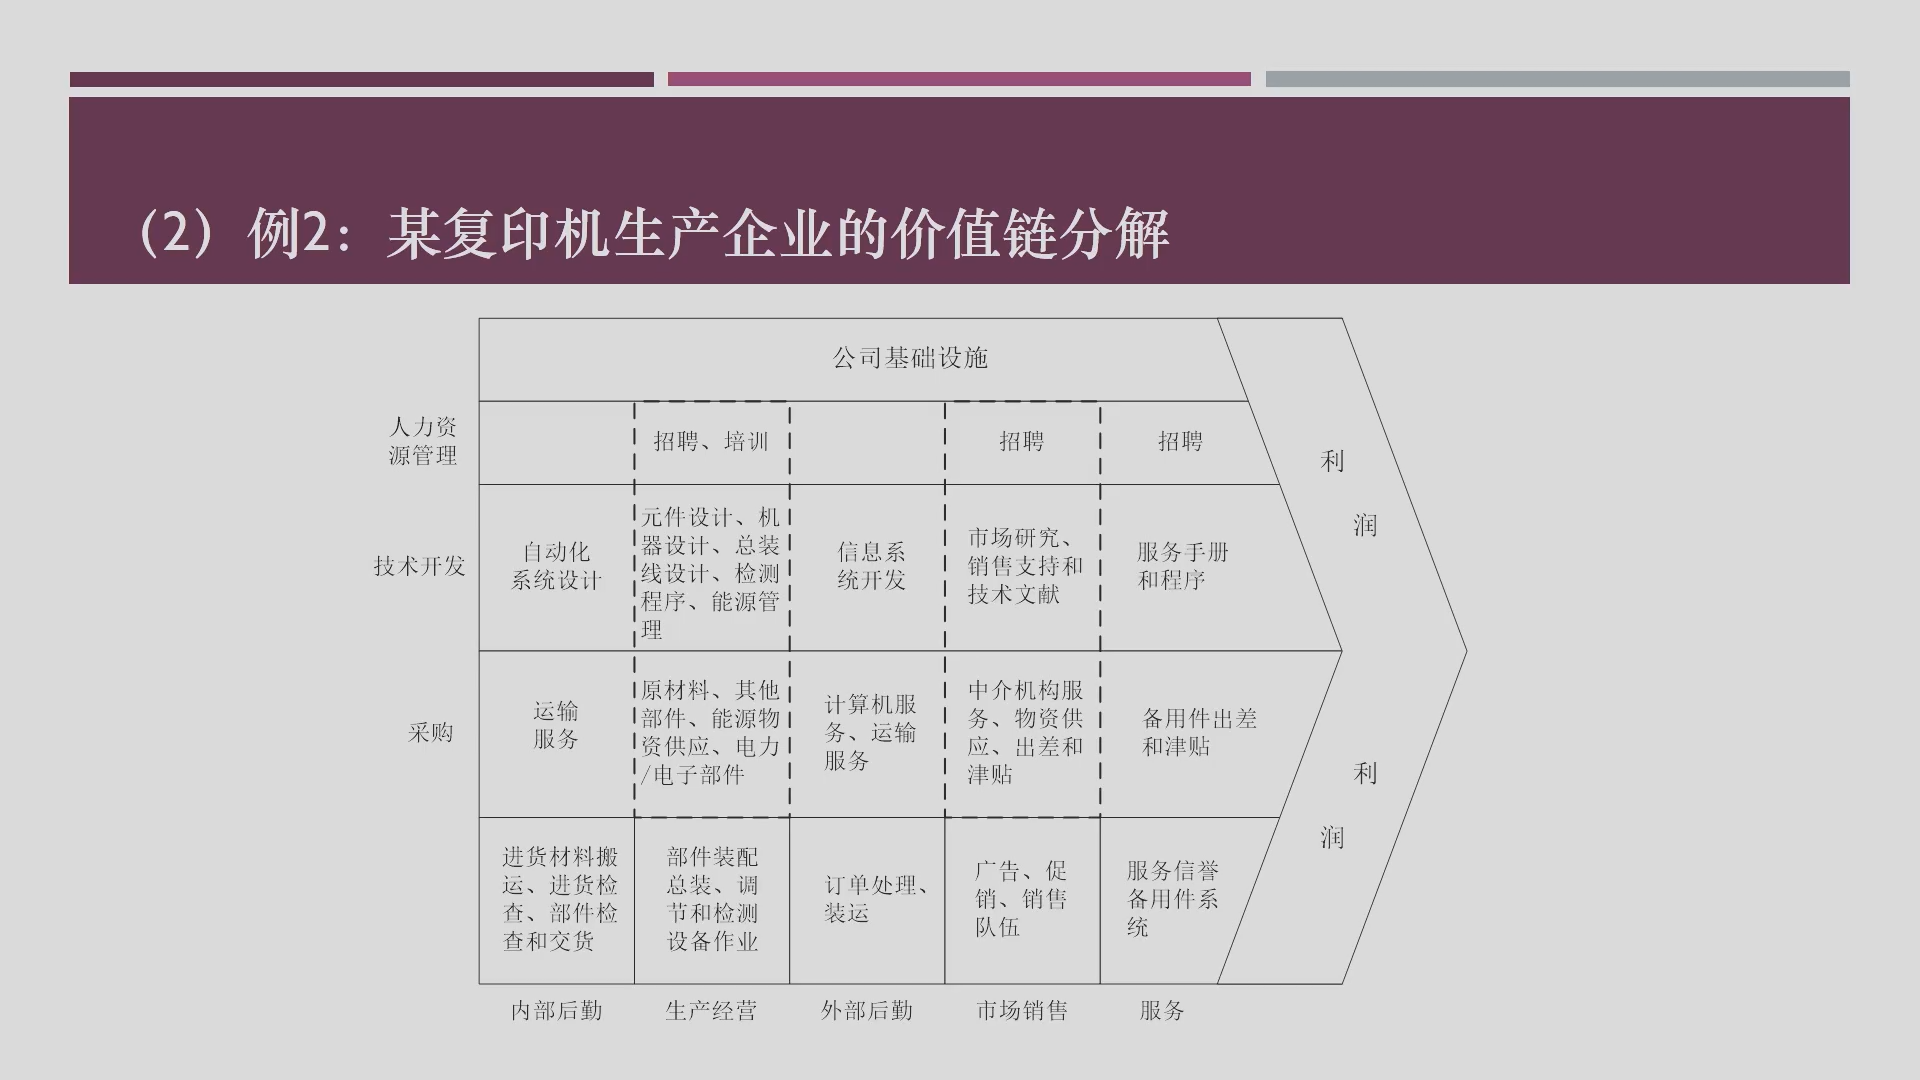 （2）例2：某复印机生产企业的价值链分解
公司基础设施
人力资
源管理
招聘、培训
招聘
招聘
技术开发
自动化
系统设计
元件设计、机
器设计、总装
线设计、检测
程序、能源管
理
信息系
统开发
市场研究、
销售支持和
技术文献
服务手册
和程序
采购
运输
服务
原材料、其他
部件、能源物
资供应、电力
/电子部件
计算机服
务、运输
服务
中介机构服
务、物资供
应、出差和
津贴
备用件出差
和津贴
进货材料搬
运、进货检
查、部件检
查和交货
部件装配
总装、调
节和检测
设备作业
订单处理、
装运
广告、促
销、销售
队伍
服务信誉
备用件系
统
利
润
利
润
内部后勤
生产经营
外部后勤
市场销售
服务